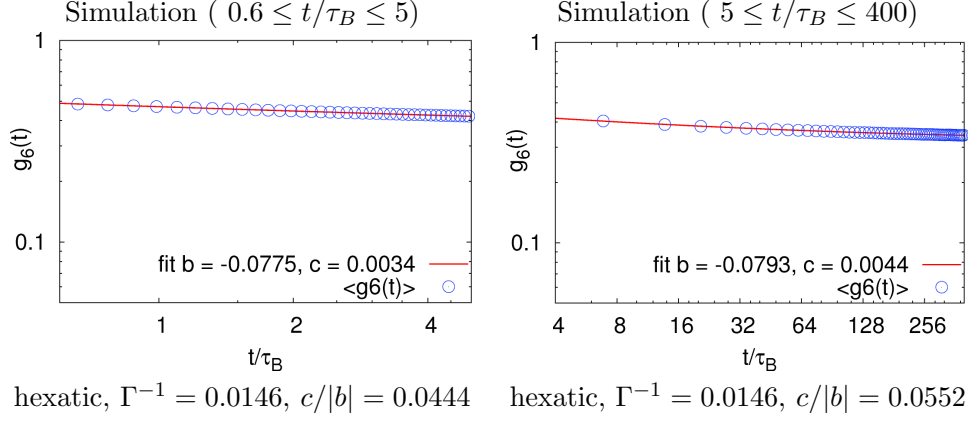 Simulation ( 0.6 ≤ t/τ_B ≤ 5)
1
0.1
g_6(t)
fit b = -0.0775, c = 0.0034
<g6(t)>
1 2 4
t/τ_B
hexatic, Γ^{-1} = 0.0146, c/|b| = 0.0444
Simulation ( 5 ≤ t/τ_B ≤ 400)
1
0.1
g_6(t)
fit b = -0.0793, c = 0.0044
<g6(t)>
4 8 16 32 64 128 256
t/τ_B
hexatic, Γ^{-1} = 0.0146, c/|b| = 0.0552